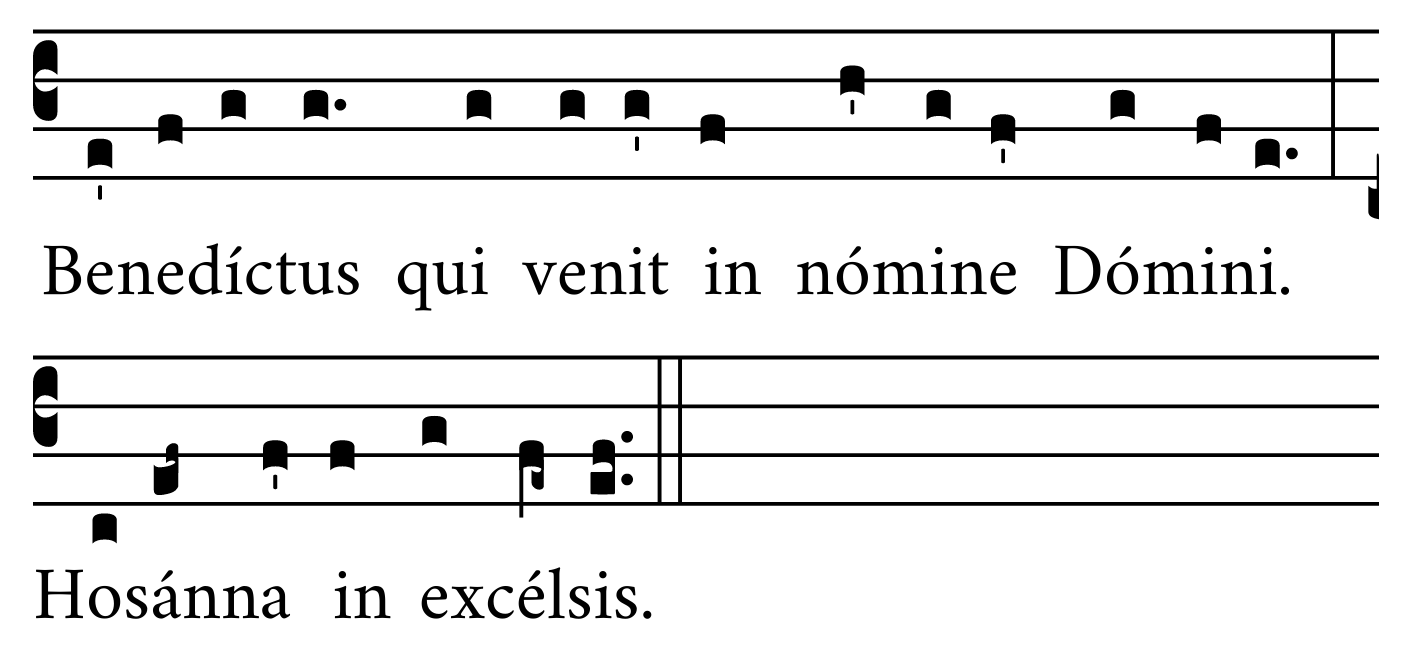 Benedíctus qui venit in nómine Dómini.
Hosánna in excélsis.